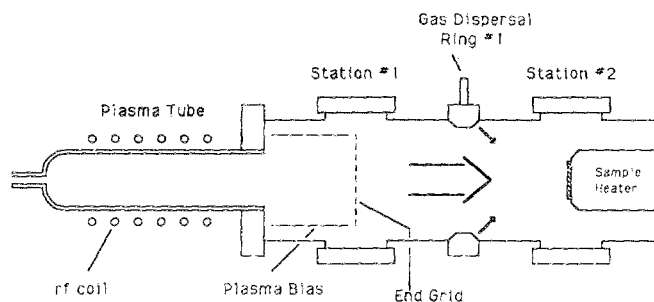 Gas Dispersal
Ring #1
Station #1
Station #2
Plasma Tube
Sample
Heater
rf coil
Plasma Bias
End Grid